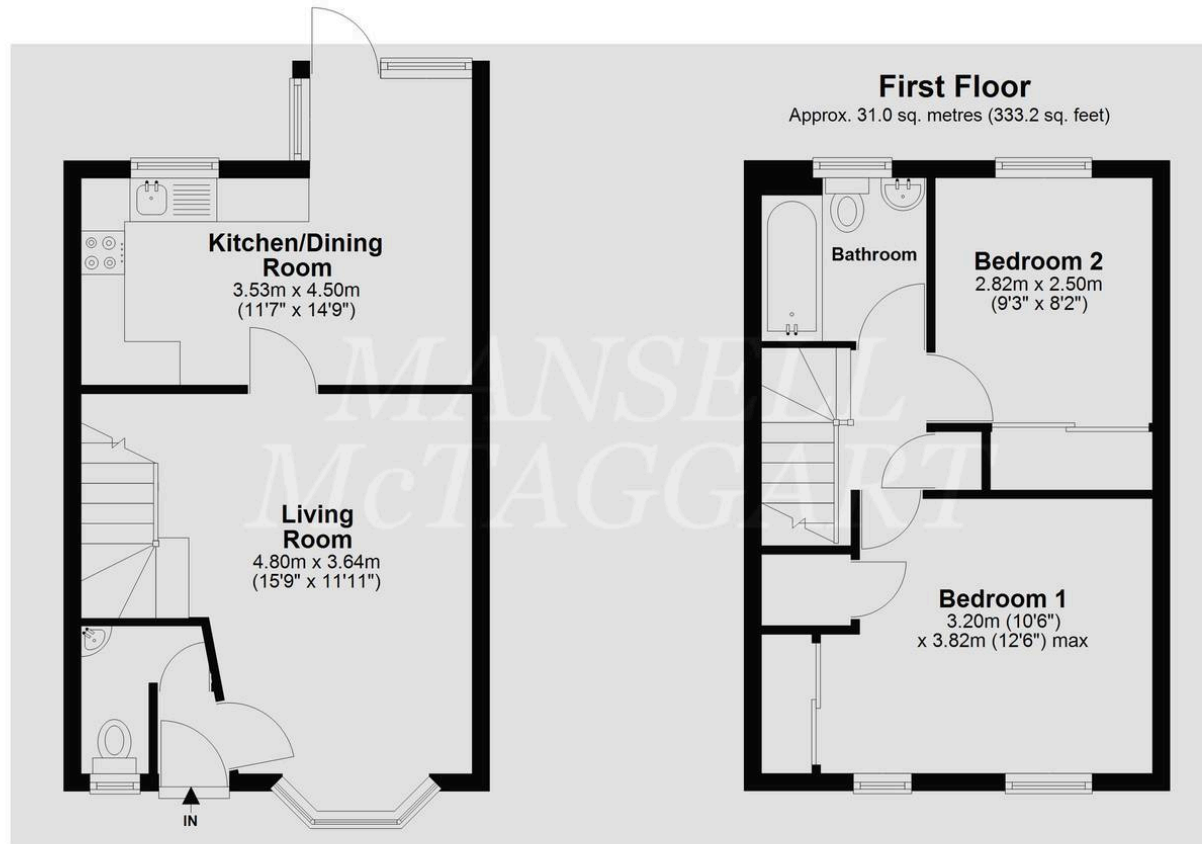 First Floor
Approx. 31.0 sq. metres (333.2 sq. feet)
Kitchen/Dining
Room
3.53m x 4.50m
(11'7" x 14'9")
Living
Room
4.80m x 3.64m
(15'9" x 11'11")
IN
Bathroom
Bedroom 2
2.82m x 2.50m
(9'3" x 8'2")
Bedroom 1
3.20m (10'6")
x 3.82m (12'6") max
MANSELL
McTAGGART